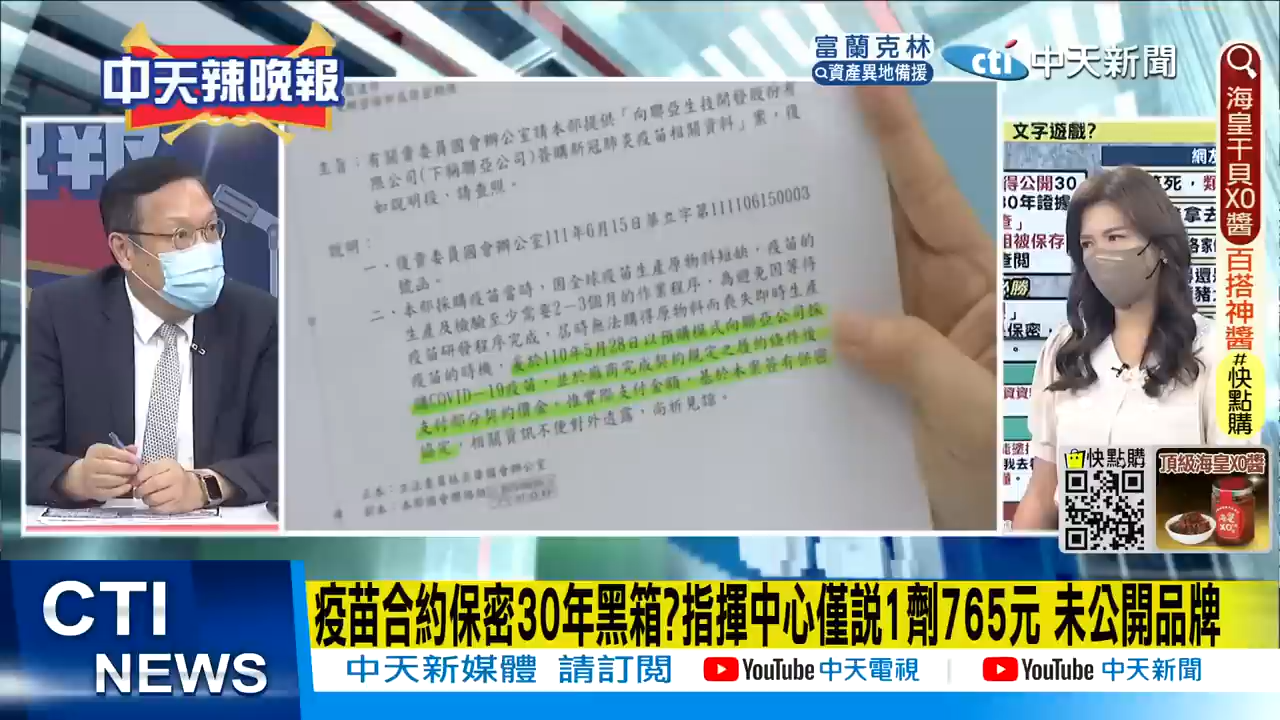 中天辣晚報
富蘭克林
資產異地備援
cti 中天新聞
海皇干貝XO醬 百搭神醬 #快點購
文字遊戲?
主旨：有關貴委員國會辦公室請本部提供「向聯亞生技開發股份有
限公司(下稱聯亞公司)簽購新冠肺炎疫苗相關資料」案，復
如說明段，請查照。
說明：
一、復貴委員國會辦公室111年6月15日華立字第111106150003
號函。
二、本部採購疫苗當時，因全球疫苗生產原物料短缺，疫苗的
生產及檢驗至少需要2-3個月的作業程序，為避免因等待
疫苗研發程序完成，屆時無法購得原物料而喪失即時生產
疫苗的時機，爰於110年5月28日以預購模式向聯亞公司採
購COVID-19疫苗，並於廠商完成契約規定之履約條件後
支付部分契約價金，惟實際支付金額，基於本案簽有保密
協定，相關資訊不便對外透露，尚祈見諒。
得公開30
30年證據
查」
被保存
查閱
快點購
頂級海皇XO醬
CTI
NEWS
疫苗合約保密30年黑箱?指揮中心僅説1劑765元 未公開品牌
中天新媒體 請訂閱 YouTube 中天電視 | YouTube 中天新聞